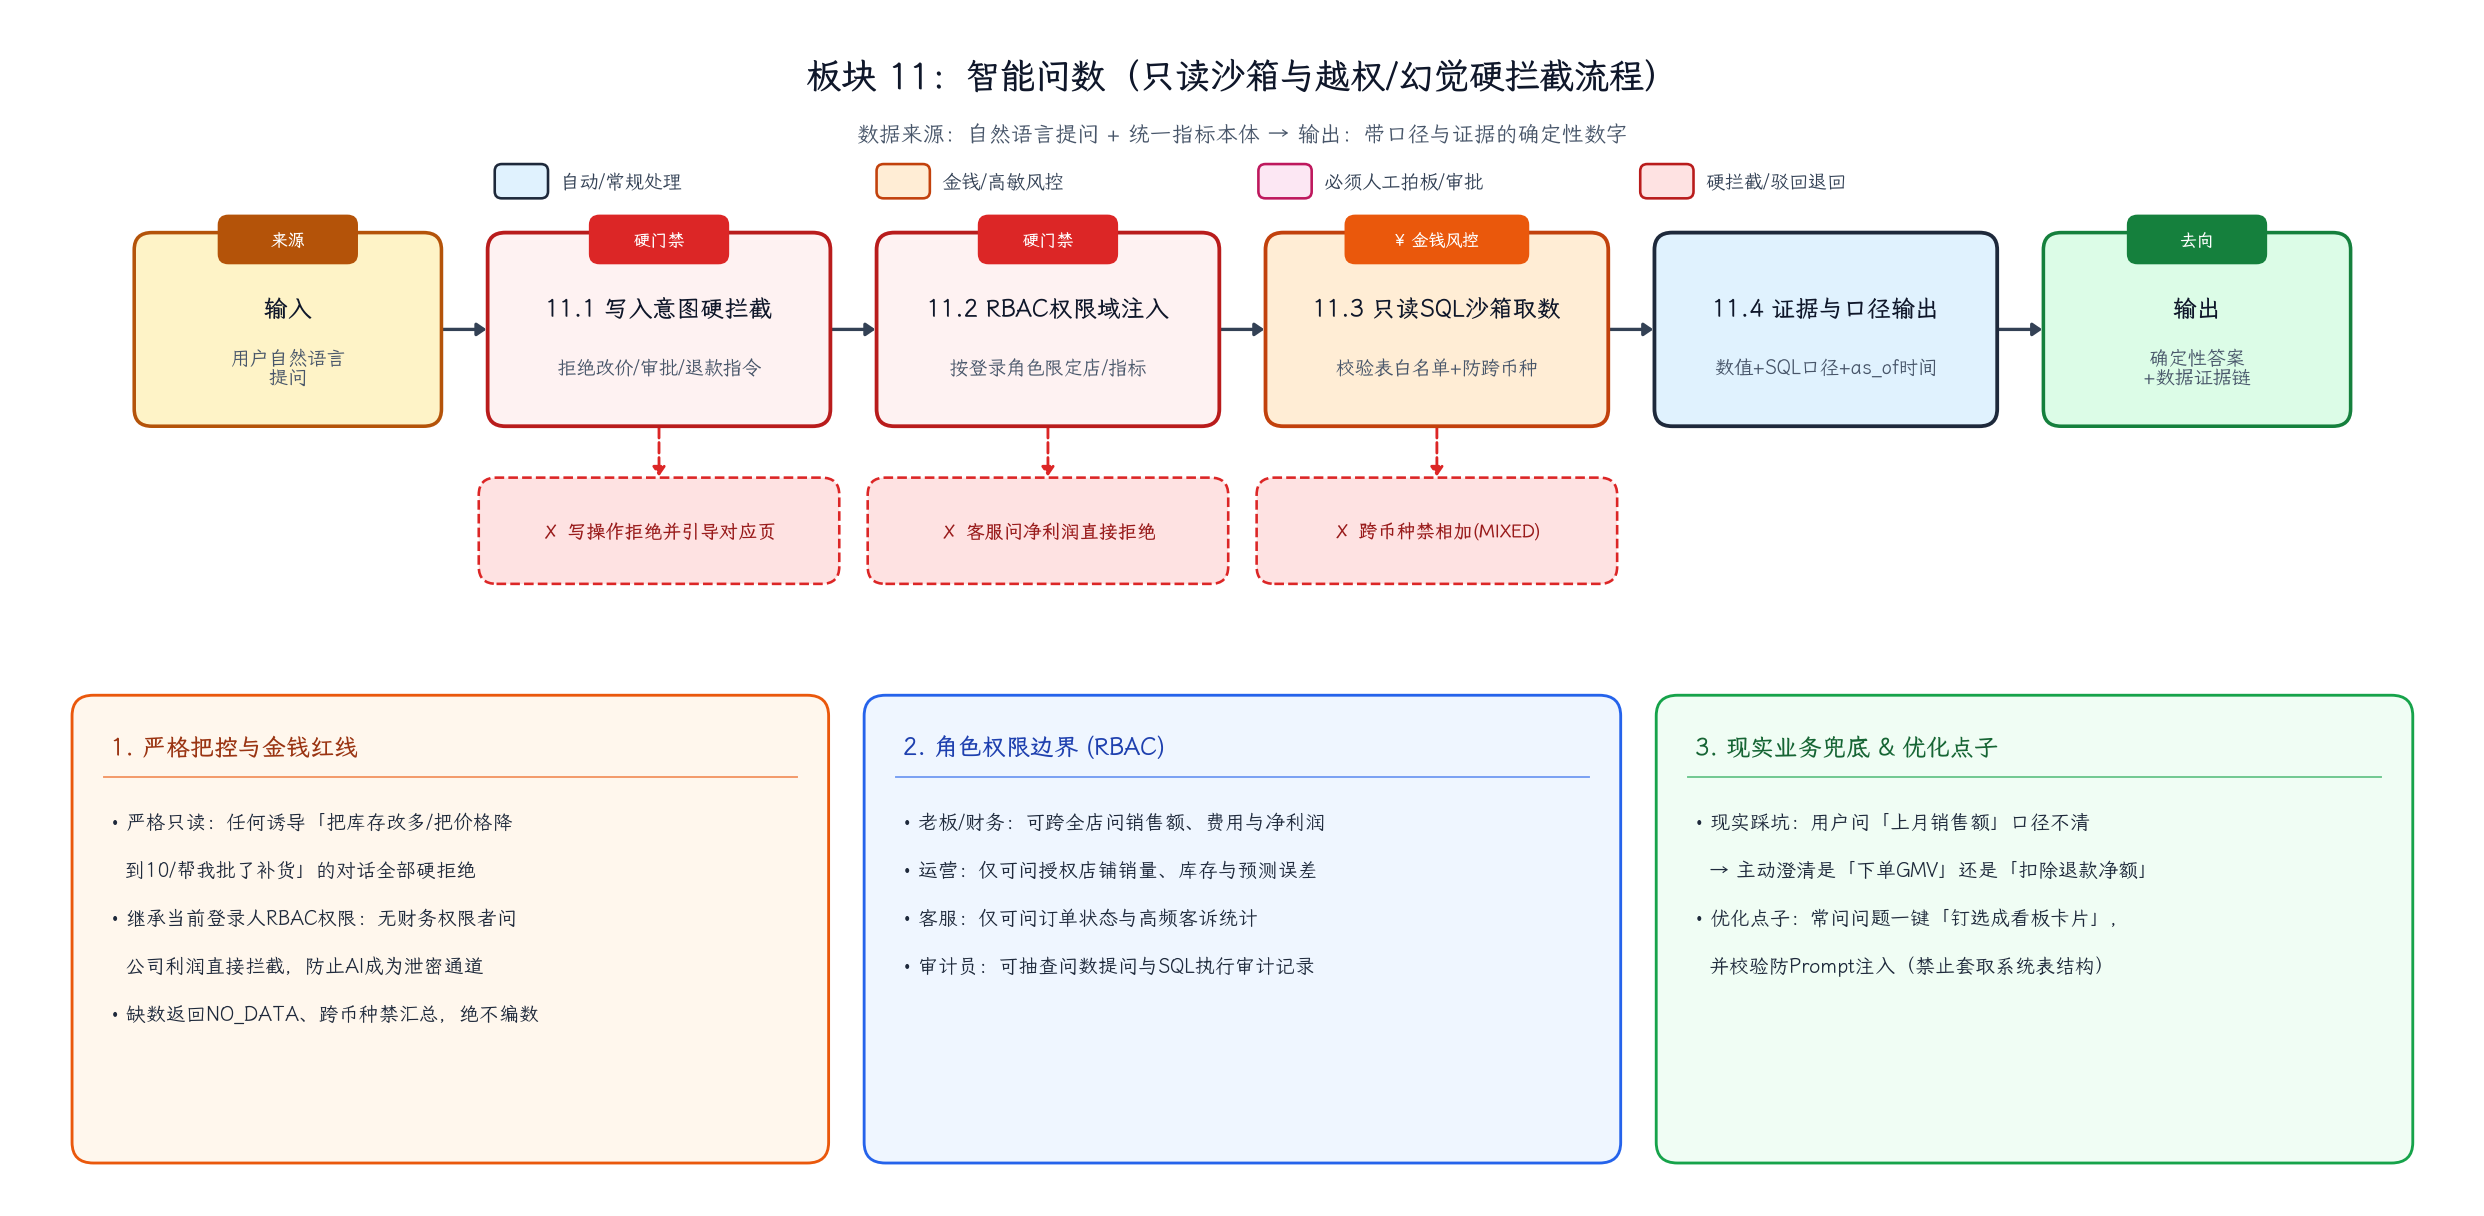 板块 11：智能问数（只读沙箱与越权/幻觉硬拦截流程）
数据来源：自然语言提问 + 统一指标本体 → 输出：带口径与证据的确定性数字
自动/常规处理
金钱/高敏风控
必须人工拍板/审批
硬拦截/驳回退回
来源
输入
用户自然语言
提问
硬门禁
11.1 写入意图硬拦截
拒绝改价/审批/退款指令
硬门禁
11.2 RBAC权限域注入
按登录角色限定店/指标
¥ 金钱风控
11.3 只读SQL沙箱取数
校验表白名单+防跨币种
11.4 证据与口径输出
数值+SQL口径+as_of时间
去向
输出
确定性答案
+数据证据链
X 写操作拒绝并引导对应页
X 客服问净利润直接拒绝
X 跨币种禁相加(MIXED)
1. 严格把控与金钱红线
• 严格只读：任何诱导「把库存改多/把价格降
到10/帮我批了补货」的对话全部硬拒绝
• 继承当前登录人RBAC权限：无财务权限者问
公司利润直接拦截，防止AI成为泄密通道
• 缺数返回NO_DATA、跨币种禁汇总，绝不编数
2. 角色权限边界 (RBAC)
• 老板/财务：可跨全店问销售额、费用与净利润
• 运营：仅可问授权店铺销量、库存与预测误差
• 客服：仅可问订单状态与高频客诉统计
• 审计员：可抽查问数提问与SQL执行审计记录
3. 现实业务兜底 & 优化点子
• 现实踩坑：用户问「上月销售额」口径不清
→ 主动澄清是「下单GMV」还是「扣除退款净额」
• 优化点子：常问问题一键「钉选成看板卡片」，
并校验防Prompt注入（禁止套取系统表结构）